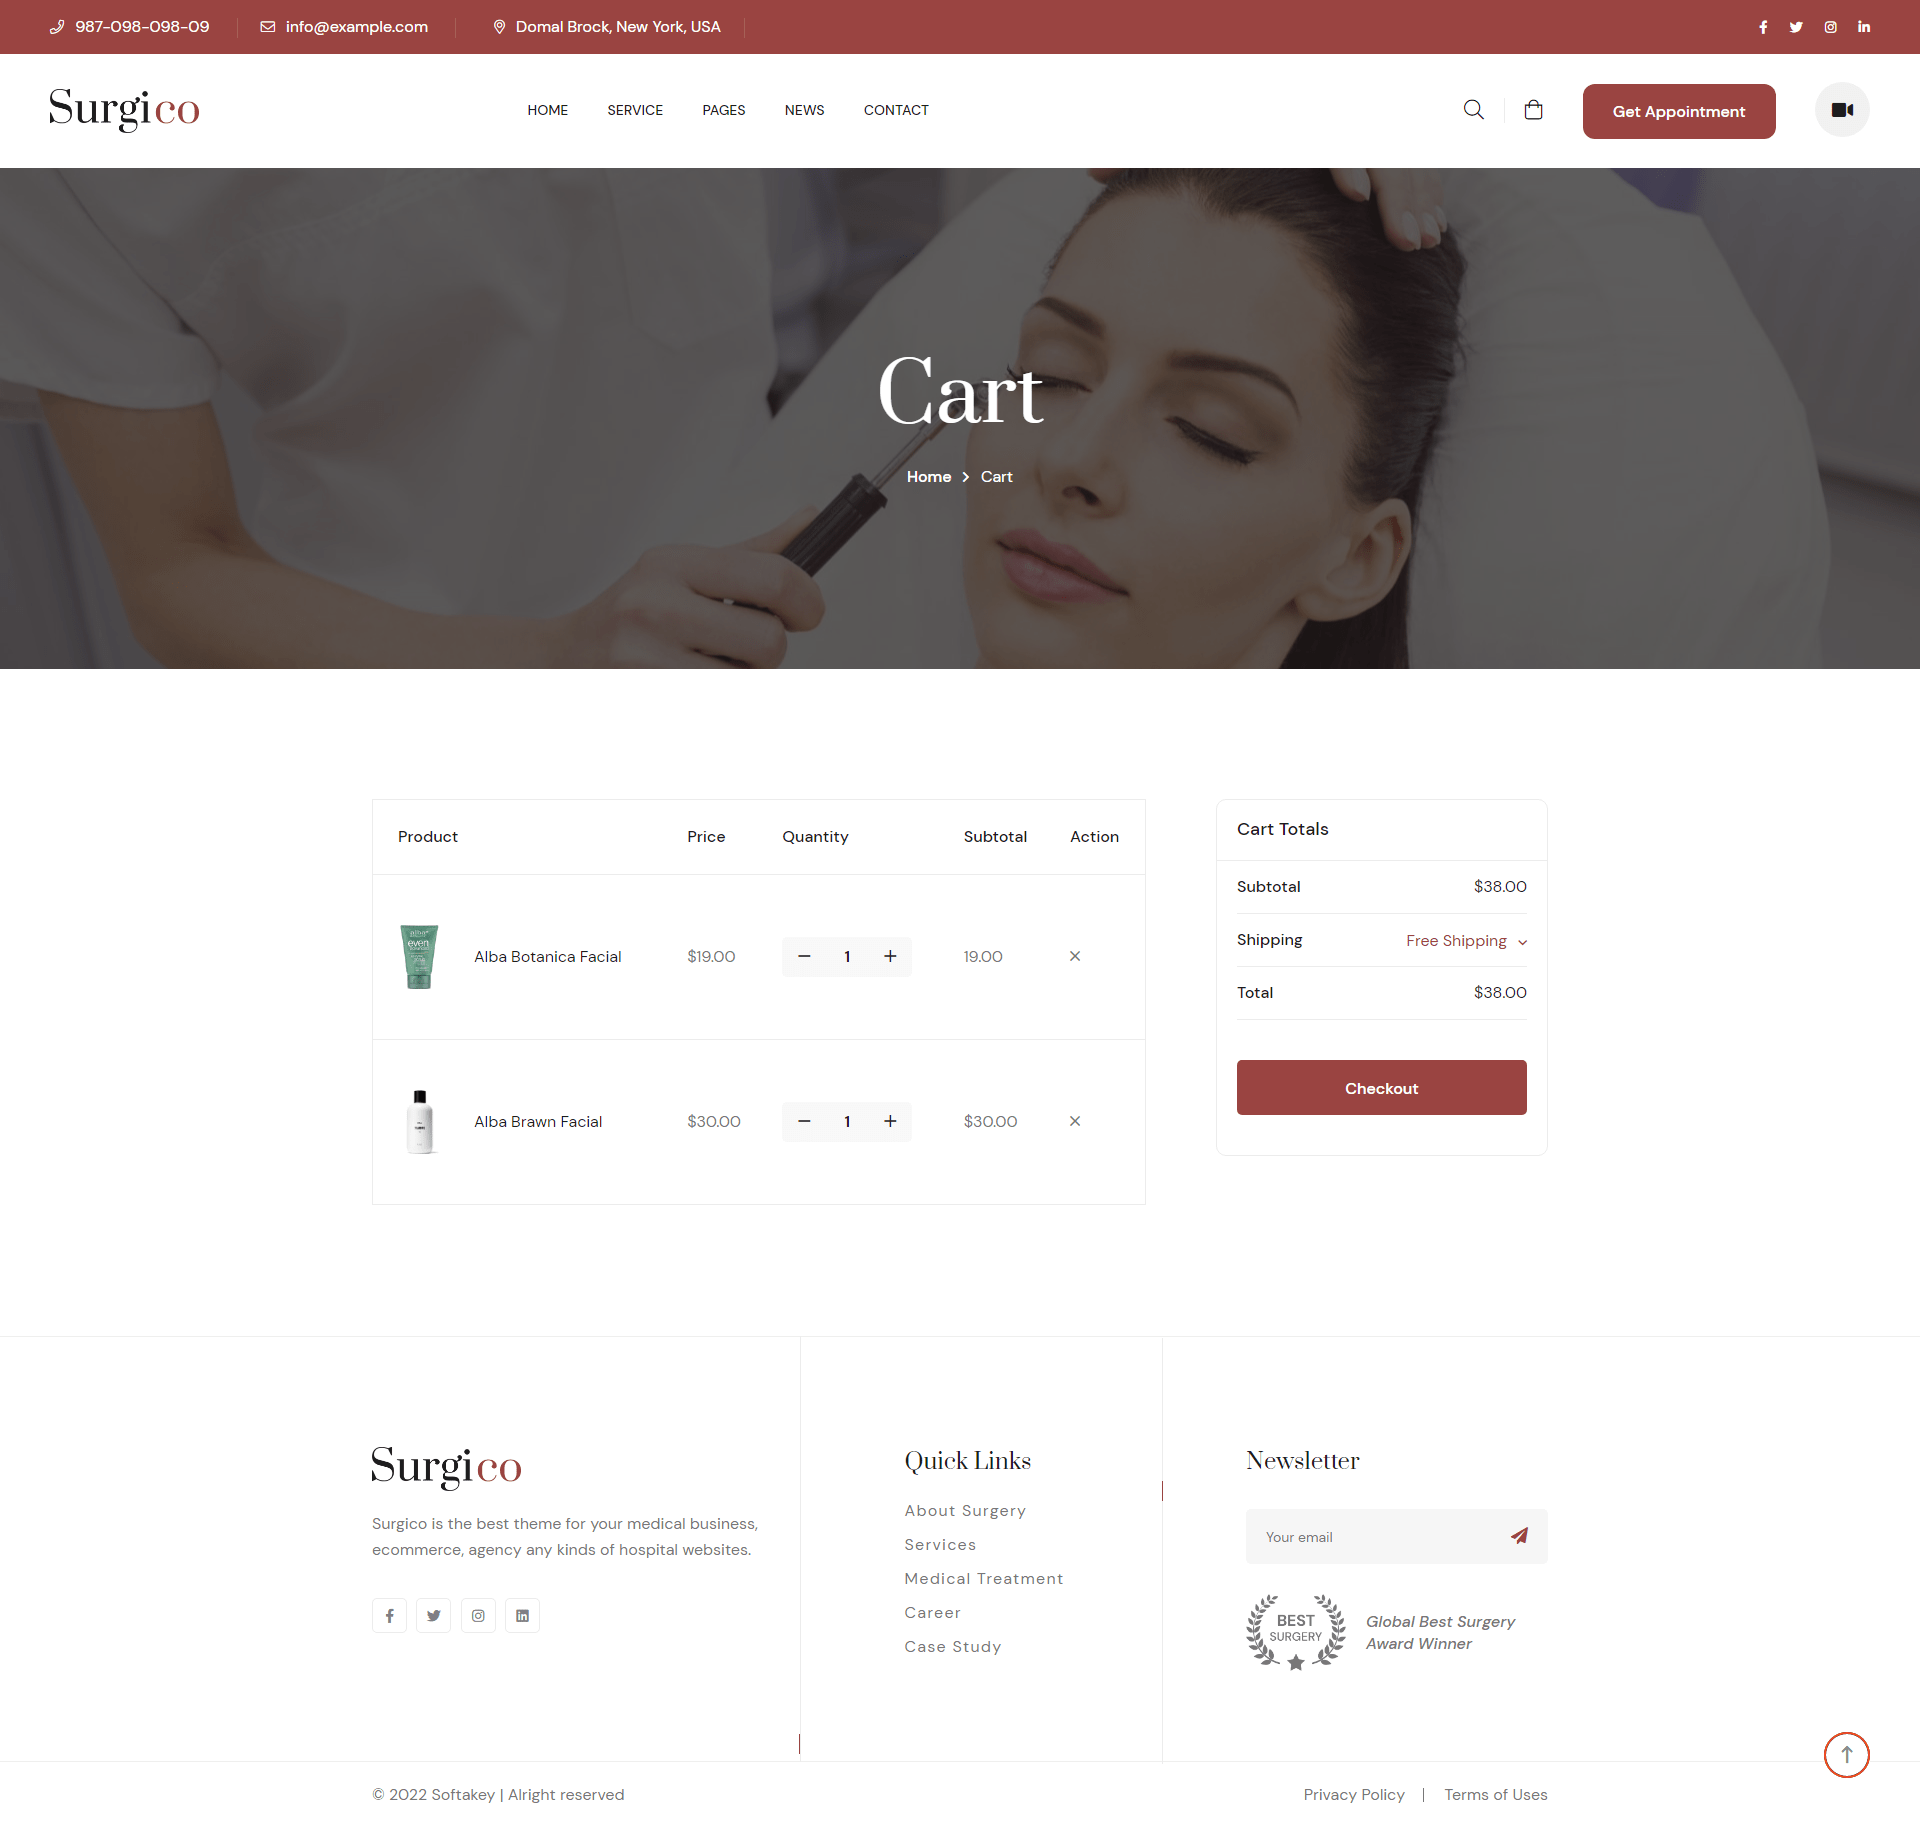 987-098-098-09
info@example.com
Domal Brock, New York, USA
Surgico
HOME
SERVICE
PAGES
NEWS
CONTACT
Get Appointment
Cart
Home
Cart
Product
Price
Quantity
Subtotal
Action
even
Alba Botanica Facial
$19.00
1
19.00
Alba Brawn Facial
$30.00
1
$30.00
Cart Totals
Subtotal
$38.00
Shipping
Free Shipping
Total
$38.00
Checkout
Surgico
Surgico is the best theme for your medical business,
ecommerce, agency any kinds of hospital websites.
Quick Links
About Surgery
Services
Medical Treatment
Career
Case Study
Newsletter
Your email
BEST
SURGERY
Global Best Surgery
Award Winner
© 2022 Softakey | Alright reserved
Privacy Policy | Terms of Uses